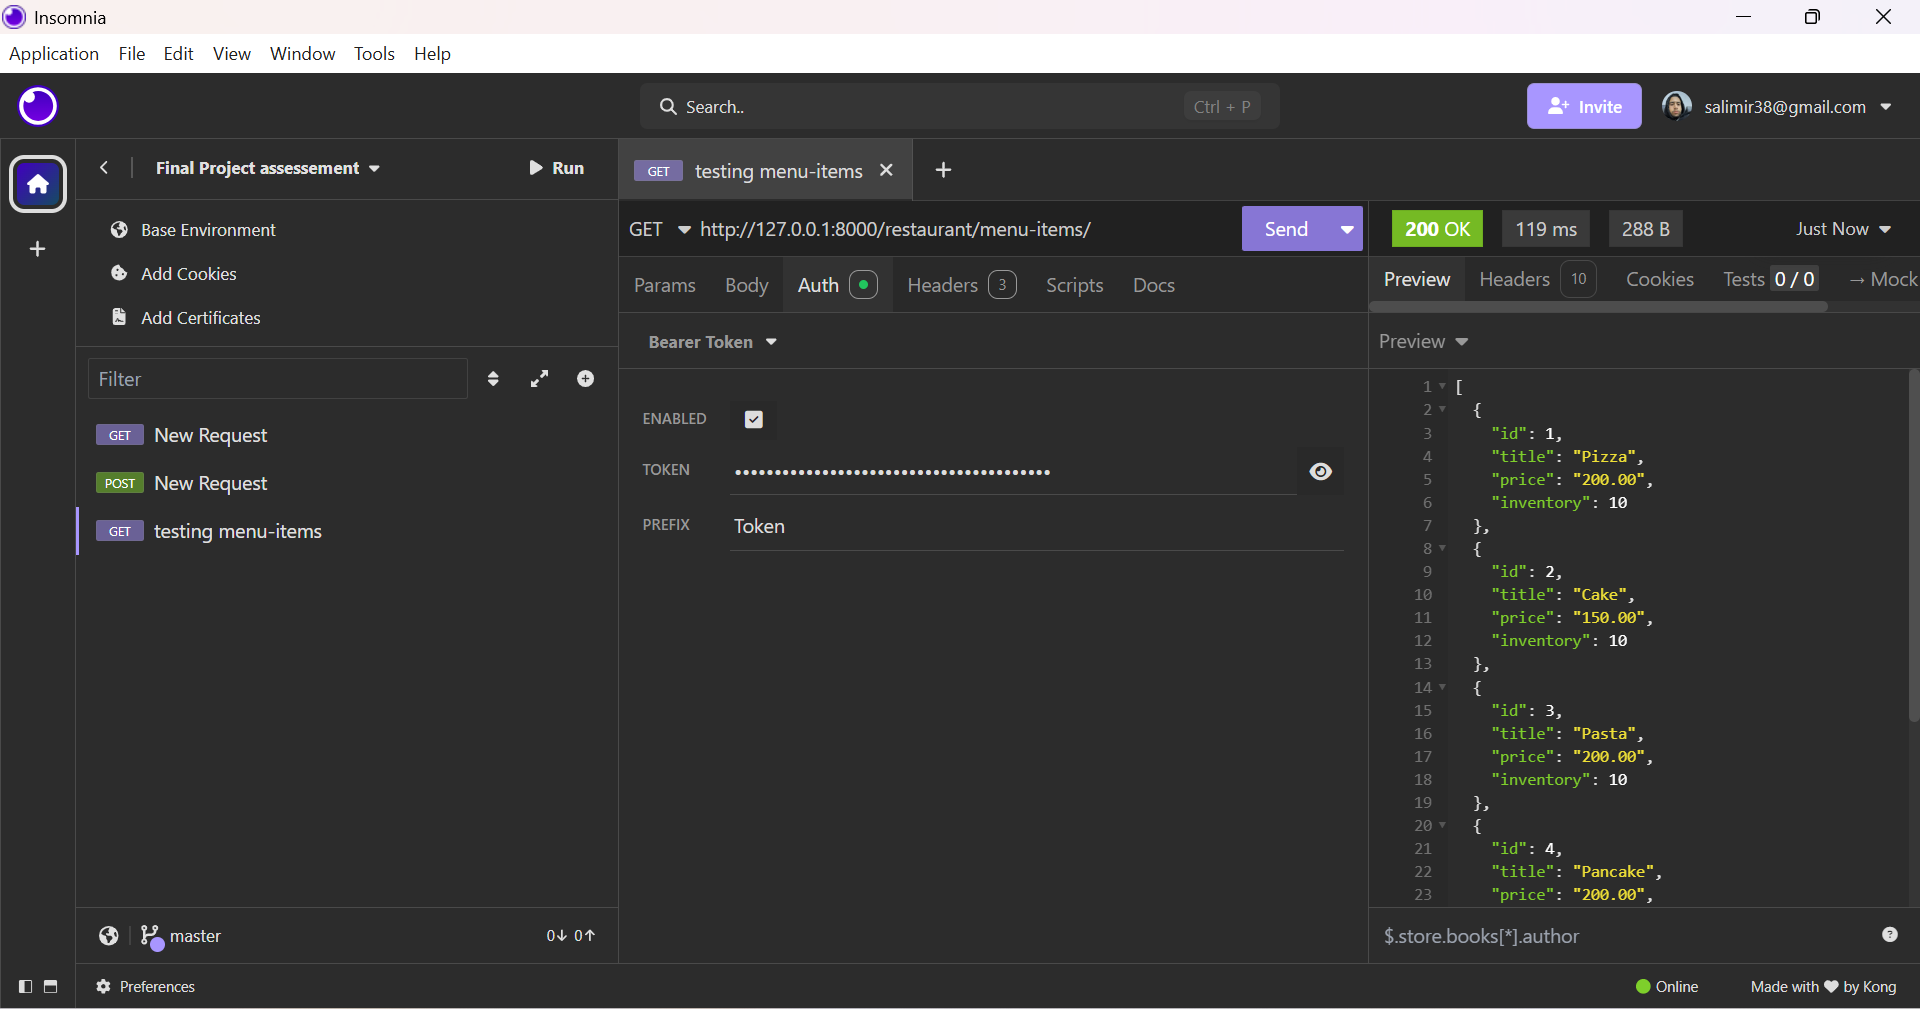 Insomnia
Application File Edit View Window Tools Help
Search.. Ctrl + P
Invite
salimir38@gmail.com
Final Project assessement
Run
Base Environment
Add Cookies
Add Certificates
Filter
GET New Request
POST New Request
GET testing menu-items
master
0↓ 0↑
Preferences
GET testing menu-items
GET http://127.0.0.1:8000/restaurant/menu-items/ Send
Params Body Auth Headers 3 Scripts Docs
Bearer Token
ENABLED
TOKEN ••••••••••••••••••••••••••••••••••••••••
PREFIX Token
200 OK 119 ms 288 B Just Now
Preview Headers 10 Cookies Tests 0 / 0 → Mock
Preview
1 [
2 {
3 "id": 1,
4 "title": "Pizza",
5 "price": "200.00",
6 "inventory": 10
7 },
8 {
9 "id": 2,
10 "title": "Cake",
11 "price": "150.00",
12 "inventory": 10
13 },
14 {
15 "id": 3,
16 "title": "Pasta",
17 "price": "200.00",
18 "inventory": 10
19 },
20 {
21 "id": 4,
22 "title": "Pancake",
23 "price": "200.00",
$.store.books[*].author
Online
Made with ♥ by Kong